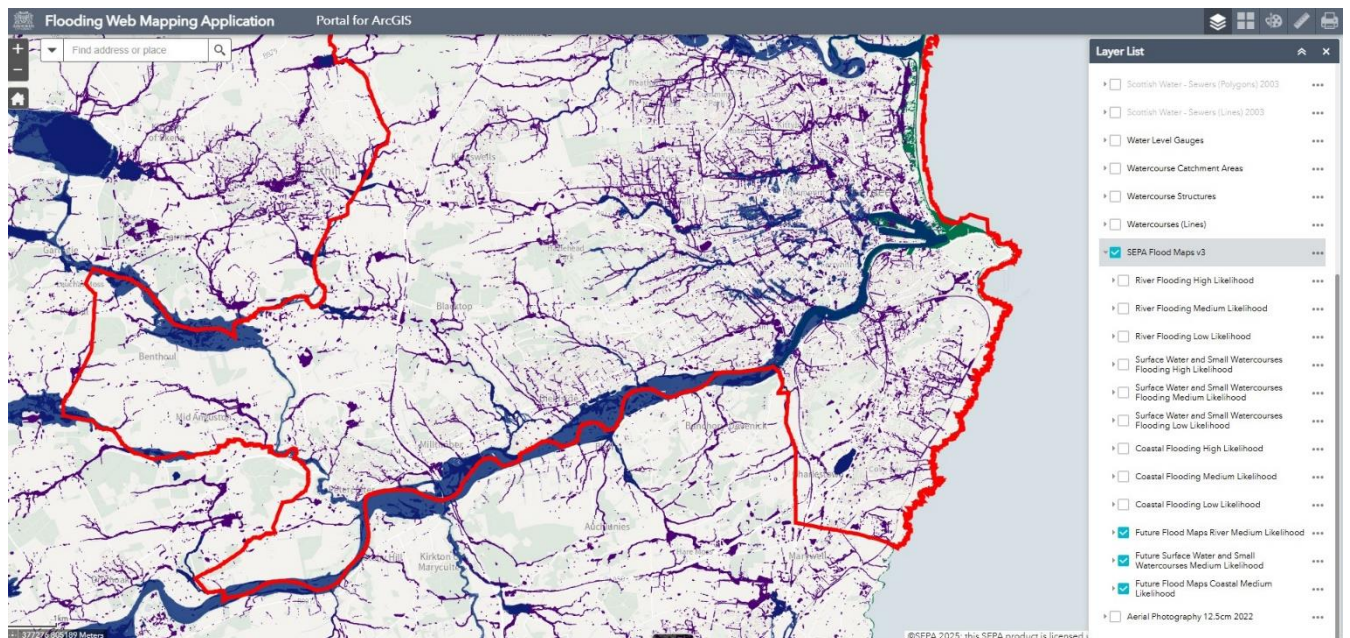 Flooding Web Mapping Application
Portal for ArcGIS
+
Find address or place
−
Layer List
Scottish Water - Sewers (Polygons) 2003
Scottish Water - Sewers (Lines) 2003
Water Level Gauges
Watercourse Catchment Areas
Watercourse Structures
Watercourses (Lines)
SEPA Flood Maps v3
River Flooding High Likelihood
River Flooding Medium Likelihood
River Flooding Low Likelihood
Surface Water and Small Watercourses
Flooding High Likelihood
Surface Water and Small Watercourses
Flooding Medium Likelihood
Surface Water and Small Watercourses
Flooding Low Likelihood
Coastal Flooding High Likelihood
Coastal Flooding Medium Likelihood
Coastal Flooding Low Likelihood
Future Flood Maps River Medium Likelihood
Future Surface Water and Small
Watercourses Medium Likelihood
Future Flood Maps Coastal Medium
Likelihood
Aerial Photography 12.5cm 2022
Blacktop
Benthoul
Mid Anguston
Milltimber
Auchlunies
Kirkton of
Maryculter
Marywell
1km
377276 805189 Meters
©SEPA 2025; this SEPA product is licensed